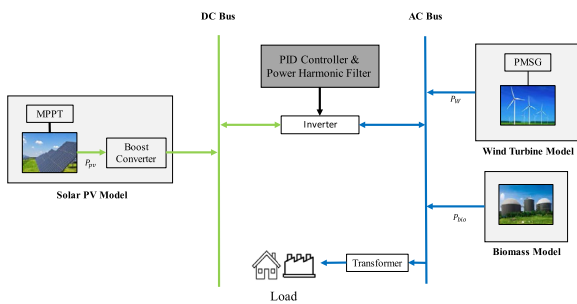 DC Bus
AC Bus
PID Controller &
Power Harmonic Filter
PMSG
MPPT
Inverter
P_W
Boost
Converter
P_pv
Wind Turbine Model
Solar PV Model
P_bio
Biomass Model
Transformer
Load